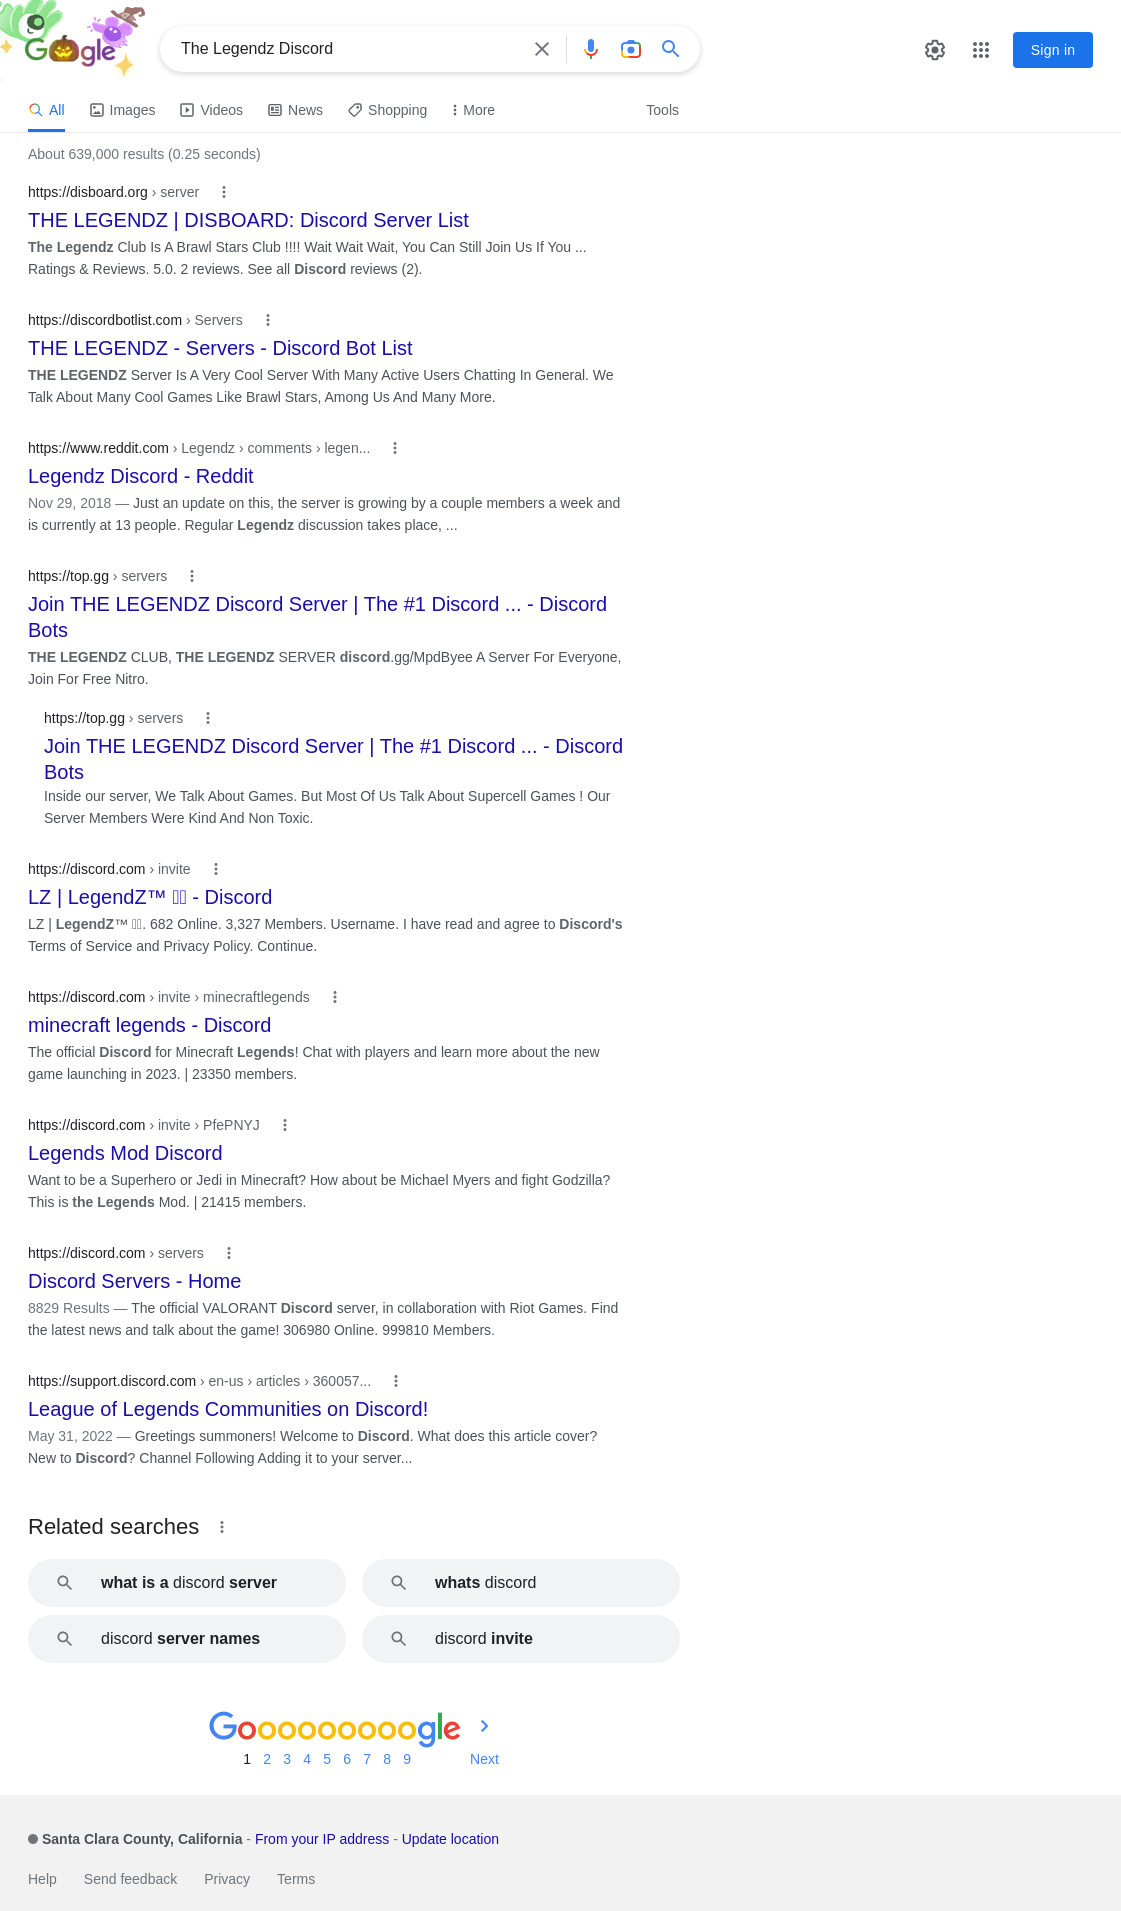 Google
The Legendz Discord
Sign in
All
Images
Videos
News
Shopping
More
Tools
About 639,000 results (0.25 seconds)
https://disboard.org › server
THE LEGENDZ | DISBOARD: Discord Server List
The Legendz Club Is A Brawl Stars Club !!!! Wait Wait Wait, You Can Still Join Us If You ...
Ratings & Reviews. 5.0. 2 reviews. See all Discord reviews (2).
https://discordbotlist.com › Servers
THE LEGENDZ - Servers - Discord Bot List
THE LEGENDZ Server Is A Very Cool Server With Many Active Users Chatting In General. We
Talk About Many Cool Games Like Brawl Stars, Among Us And Many More.
https://www.reddit.com › Legendz › comments › legen...
Legendz Discord - Reddit
Nov 29, 2018 — Just an update on this, the server is growing by a couple members a week and
is currently at 13 people. Regular Legendz discussion takes place, ...
https://top.gg › servers
Join THE LEGENDZ Discord Server | The #1 Discord ... - Discord
Bots
THE LEGENDZ CLUB, THE LEGENDZ SERVER discord.gg/MpdByee A Server For Everyone,
Join For Free Nitro.
https://top.gg › servers
Join THE LEGENDZ Discord Server | The #1 Discord ... - Discord
Bots
Inside our server, We Talk About Games. But Most Of Us Talk About Supercell Games ! Our
Server Members Were Kind And Non Toxic.
https://discord.com › invite
LZ | LegendZ™ - Discord
LZ | LegendZ™ . 682 Online. 3,327 Members. Username. I have read and agree to Discord's
Terms of Service and Privacy Policy. Continue.
https://discord.com › invite › minecraftlegends
minecraft legends - Discord
The official Discord for Minecraft Legends! Chat with players and learn more about the new
game launching in 2023. | 23350 members.
https://discord.com › invite › PfePNYJ
Legends Mod Discord
Want to be a Superhero or Jedi in Minecraft? How about be Michael Myers and fight Godzilla?
This is the Legends Mod. | 21415 members.
https://discord.com › servers
Discord Servers - Home
8829 Results — The official VALORANT Discord server, in collaboration with Riot Games. Find
the latest news and talk about the game! 306980 Online. 999810 Members.
https://support.discord.com › en-us › articles › 360057...
League of Legends Communities on Discord!
May 31, 2022 — Greetings summoners! Welcome to Discord. What does this article cover?
New to Discord? Channel Following Adding it to your server...
Related searches
what is a discord server
whats discord
discord server names
discord invite
Gooooooooogle
1 2 3 4 5 6 7 8 9 Next
Santa Clara County, California - From your IP address - Update location
Help Send feedback Privacy Terms